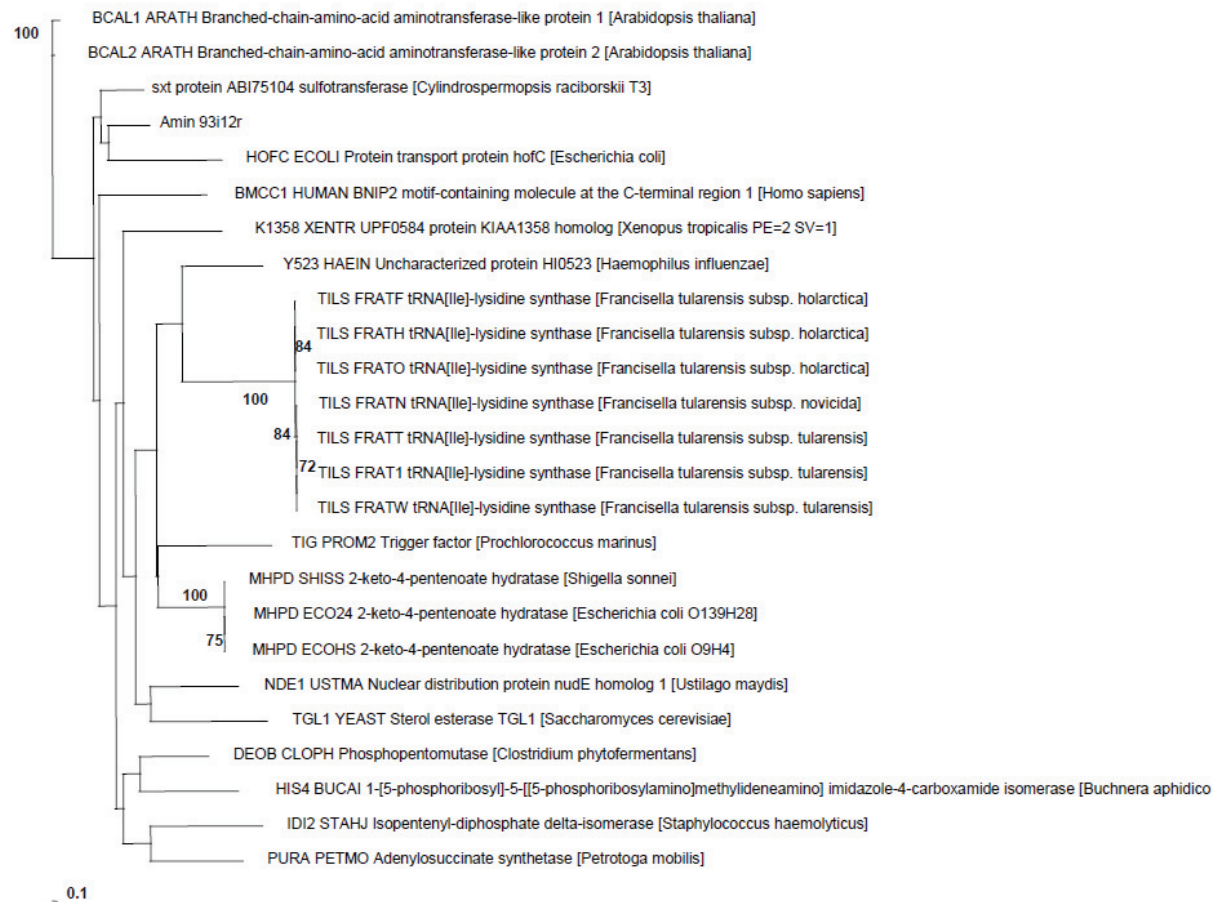 BCAL1 ARATH Branched-chain-amino-acid aminotransferase-like protein 1 [Arabidopsis thaliana]
100
BCAL2 ARATH Branched-chain-amino-acid aminotransferase-like protein 2 [Arabidopsis thaliana]
sxt protein ABI75104 sulfotransferase [Cylindrospermopsis raciborskii T3]
Amin 93i12r
HOFC ECOLI Protein transport protein hofC [Escherichia coli]
BMCC1 HUMAN BNIP2 motif-containing molecule at the C-terminal region 1 [Homo sapiens]
K1358 XENTR UPF0584 protein KIAA1358 homolog [Xenopus tropicalis PE=2 SV=1]
Y523 HAEIN Uncharacterized protein HI0523 [Haemophilus influenzae]
TILS FRATF tRNA[Ile]-lysidine synthase [Francisella tularensis subsp. holarctica]
TILS FRATH tRNA[Ile]-lysidine synthase [Francisella tularensis subsp. holarctica]
84
TILS FRATO tRNA[Ile]-lysidine synthase [Francisella tularensis subsp. holarctica]
100
TILS FRATN tRNA[Ile]-lysidine synthase [Francisella tularensis subsp. novicida]
84
TILS FRATT tRNA[Ile]-lysidine synthase [Francisella tularensis subsp. tularensis]
72
TILS FRAT1 tRNA[Ile]-lysidine synthase [Francisella tularensis subsp. tularensis]
TILS FRATW tRNA[Ile]-lysidine synthase [Francisella tularensis subsp. tularensis]
TIG PROM2 Trigger factor [Prochlorococcus marinus]
MHPD SHISS 2-keto-4-pentenoate hydratase [Shigella sonnei]
100
MHPD ECO24 2-keto-4-pentenoate hydratase [Escherichia coli O139H28]
75
MHPD ECOHS 2-keto-4-pentenoate hydratase [Escherichia coli O9H4]
NDE1 USTMA Nuclear distribution protein nudE homolog 1 [Ustilago maydis]
TGL1 YEAST Sterol esterase TGL1 [Saccharomyces cerevisiae]
DEOB CLOPH Phosphopentomutase [Clostridium phytofermentans]
HIS4 BUCAI 1-[5-phosphoribosyl]-5-[[5-phosphoribosylamino]methylideneamino] imidazole-4-carboxamide isomerase [Buchnera aphidico
IDI2 STAHJ Isopentenyl-diphosphate delta-isomerase [Staphylococcus haemolyticus]
PURA PETMO Adenylosuccinate synthetase [Petrotoga mobilis]
0.1